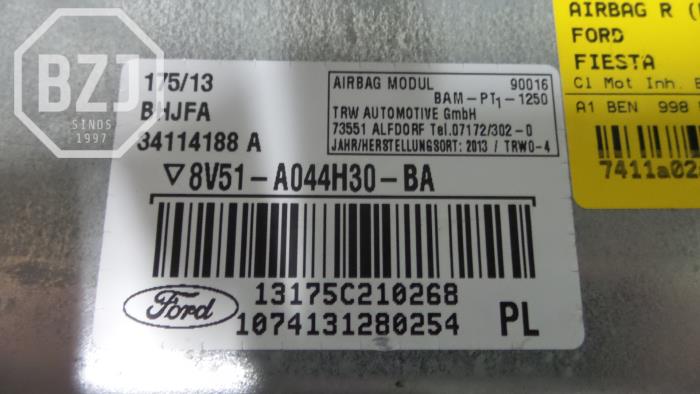 BZJ
SINDS
1997
175/13
BHJFA
34114188 A
AIRBAG MODUL 90016
BAM-PT1-1250
TRW AUTOMOTIVE GmbH
73551 ALFDORF Tel.07172/302-0
JAHR/HERSTELLUNGSORT: 2013 / TRWO-4
▽8V51-A044H30-BA
Ford
13175C210268
1074131280254
PL
AIRBAG R
FORD
FIESTA
Cl Mot Inh.
A1 BEN 998
7411a02